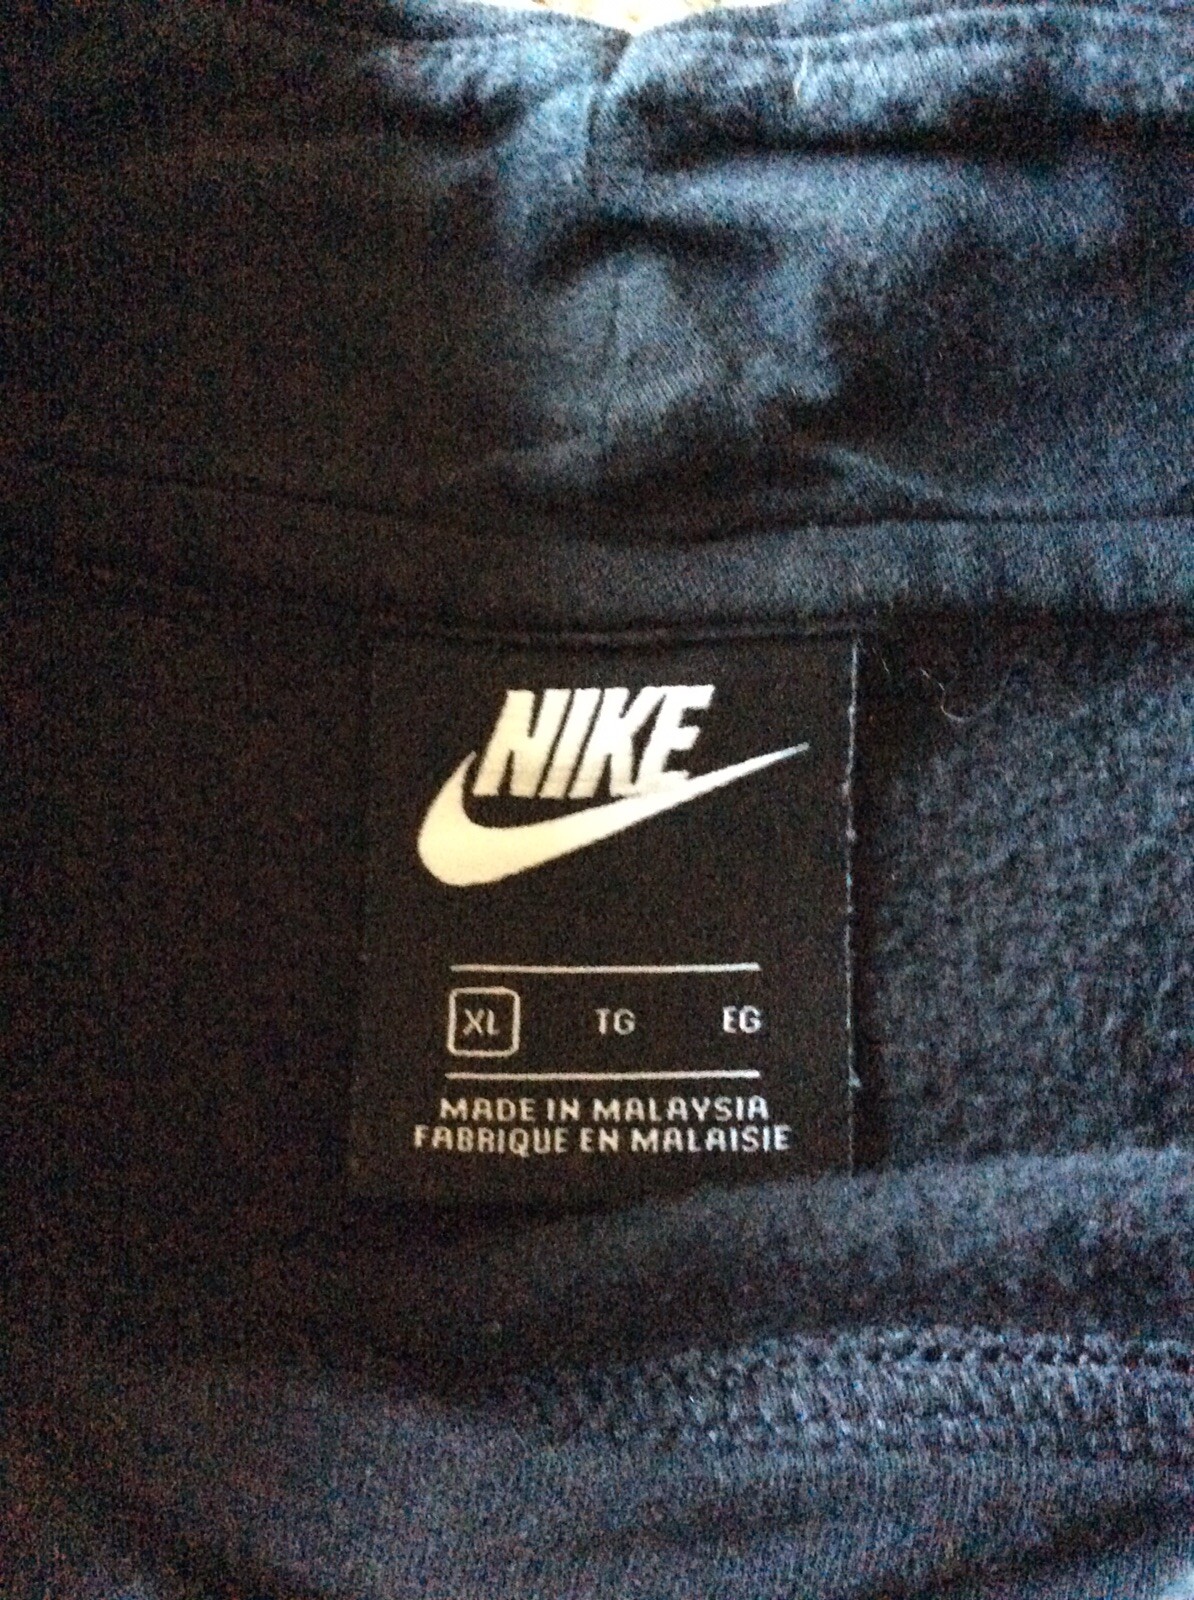 NIKE
XL TG EG
MADE IN MALAYSIA
FABRIQUE EN MALAISIE